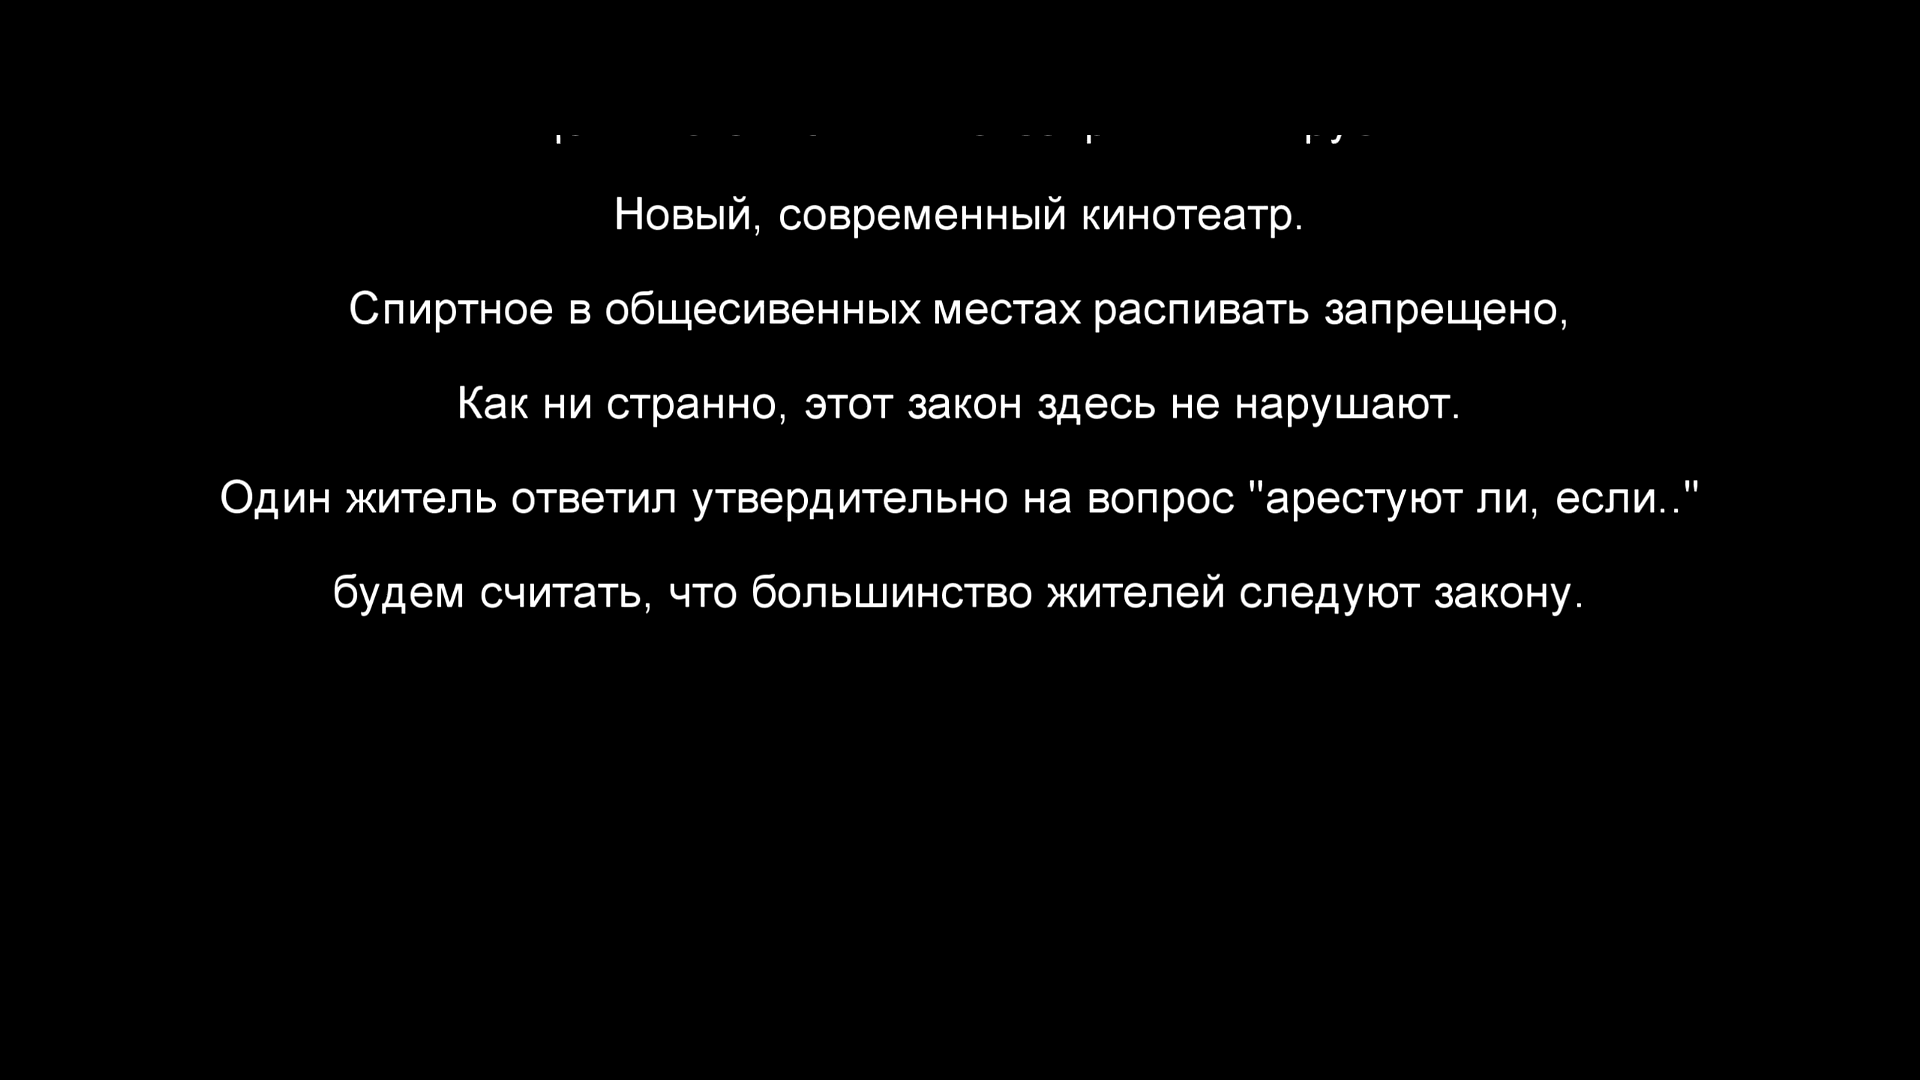 Новый, современный кинотеатр.
Спиртное в общесивенных местах распивать запрещено,
Как ни странно, этот закон здесь не нарушают.
Один житель ответил утвердительно на вопрос "арестуют ли, если.."
будем считать, что большинство жителей следуют закону.